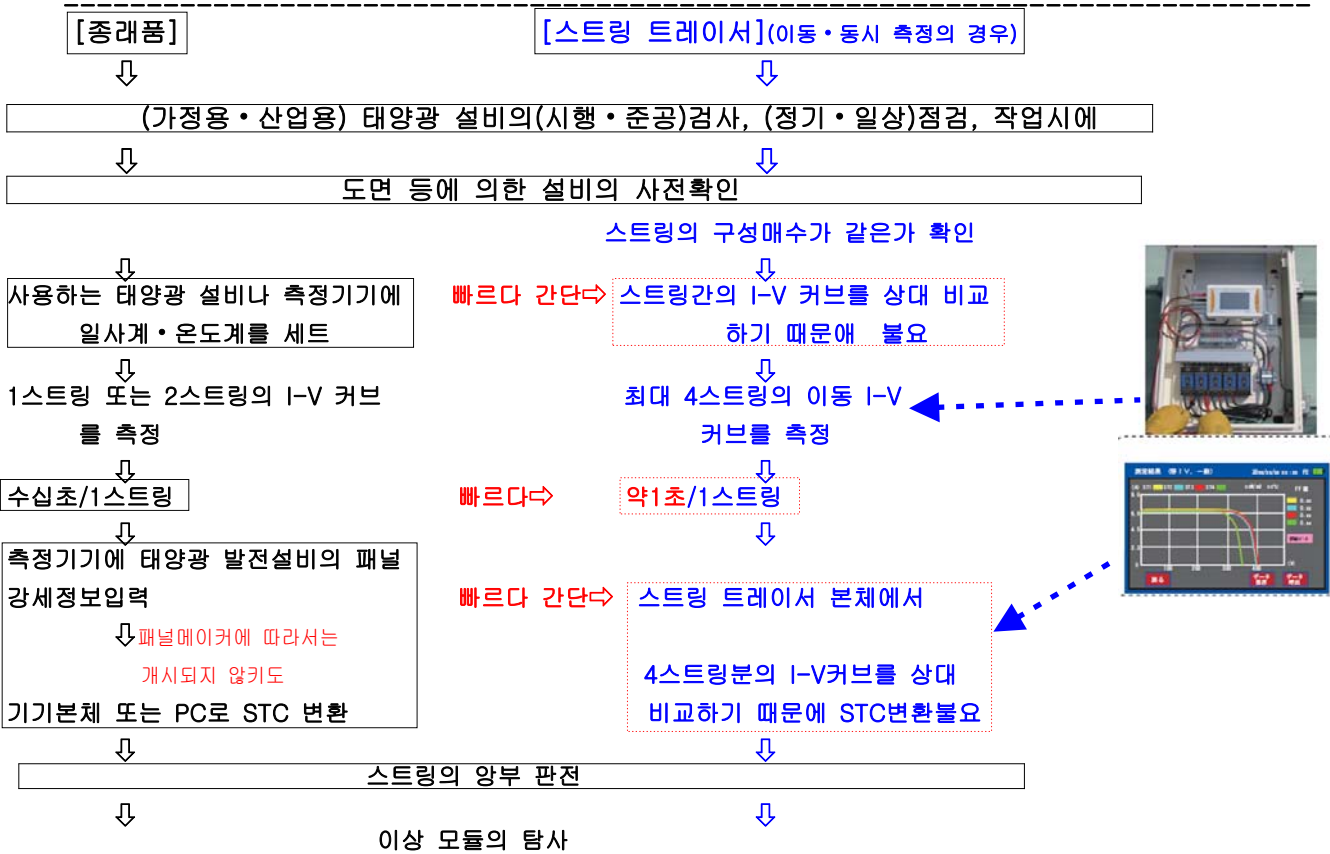 [종래품]
[스트링 트레이서](이동・동시 측정의 경우)
(가정용・산업용) 태양광 설비의(시행・준공)검사, (정기・일상)점검, 작업시에
도면 등에 의한 설비의 사전확인
스트링의 구성매수가 같은가 확인
사용하는 태양광 설비나 측정기기에
일사계・온도계를 세트
빠르다 간단⇨
스트링간의 I-V 커브를 상대 비교
하기 때문애 불요
1스트링 또는 2스트링의 I-V 커브
를 측정
최대 4스트링의 이동 I-V
커브를 측정
수십초/1스트링
빠르다⇨
약1초/1스트링
측정기기에 태양광 발전설비의 패널
강세정보입력
패널메이커에 따라서는
개시되지 않키도
기기본체 또는 PC로 STC 변환
빠르다 간단⇨
스트링 트레이서 본체에서
4스트링분의 I-V커브를 상대
비교하기 때문에 STC변환불요
測定結果
戻る
データ
データ
스트링의 앙부 판전
이상 모듈의 탐사